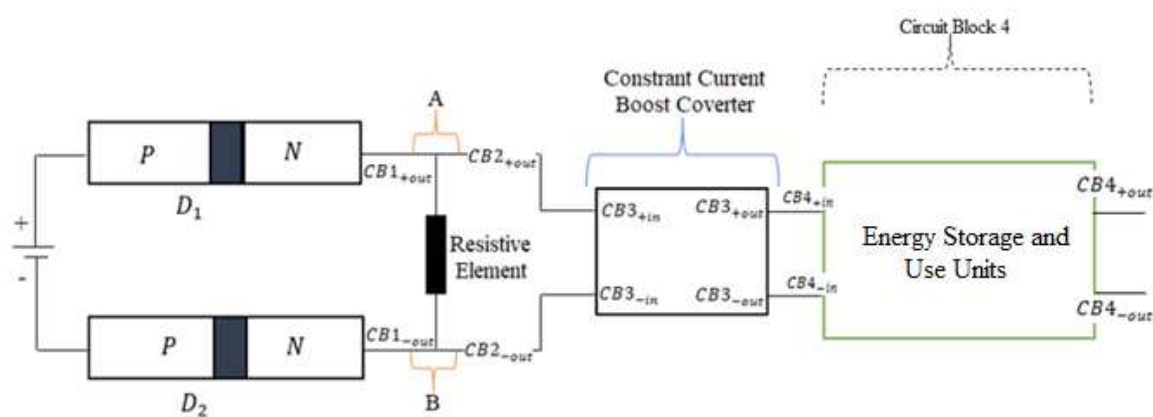 Circuit Block 4
Constrant Current
Boost Coverter
A
P
N
CB1+out
CB2+out
D1
+
-
Resistive
Element
CB3+in
CB3+out
CB4+in
CB4+out
Energy Storage and
Use Units
CB3-in
CB3-out
CB4-in
CB4-out
P
N
CB1-out
CB2-out
D2
B